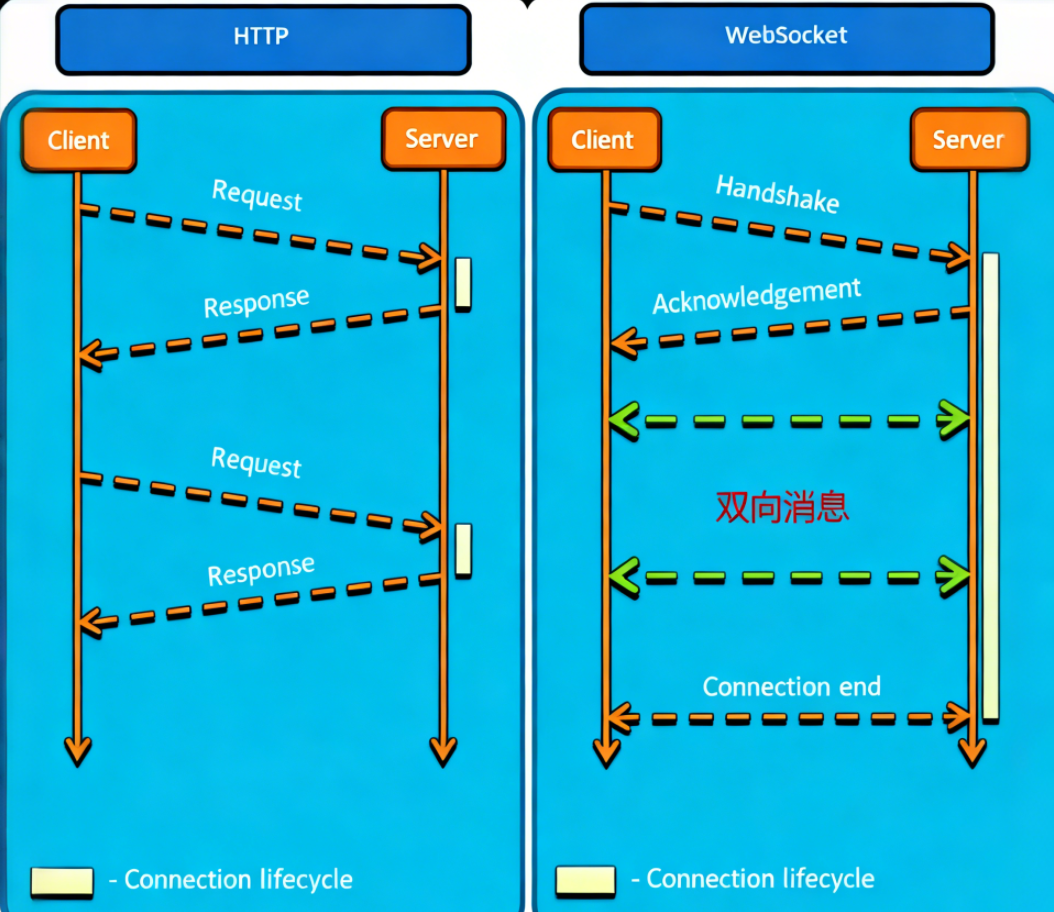 HTTP
Client
Server
Request
Response
Request
Response
- Connection lifecycle
WebSocket
Client
Server
Handshake
Acknowledgement
双向消息
Connection end
- Connection lifecycle